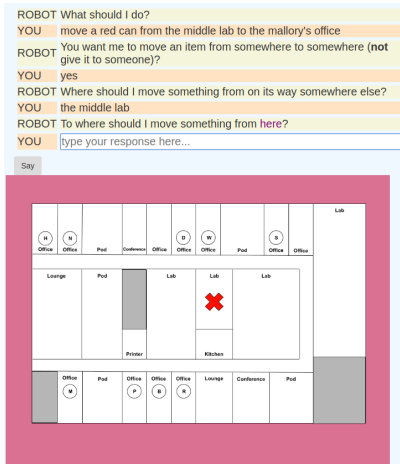 ROBOT What should I do?
YOU move a red can from the middle lab to the mallory's office
ROBOT You want me to move an item from somewhere to somewhere (not
give it to someone)?
YOU yes
ROBOT Where should I move something from on its way somewhere else?
YOU the middle lab
ROBOT To where should I move something from here?
YOU type your response here...
Say
Lab
H N D W S
Office Office Pod Conference Office Office Office Pod Office Office
Lounge Pod Lab Lab Lab
Printer Kitchen
Office Pod Office Office Office Lounge Conference Pod
M P B R